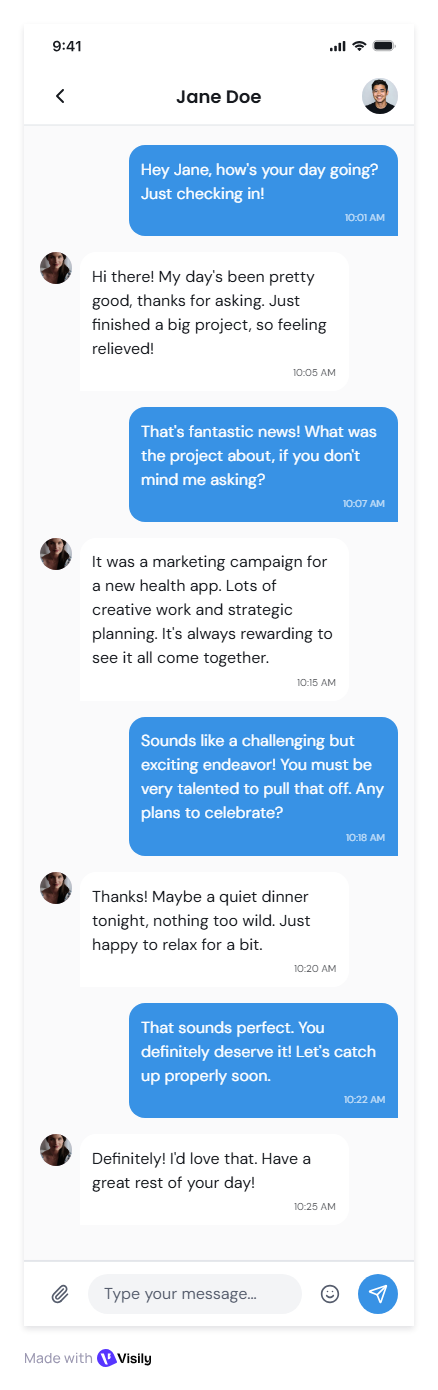 9:41
Jane Doe
Hey Jane, how's your day going?
Just checking in!
10:01 AM
Hi there! My day's been pretty
good, thanks for asking. Just
finished a big project, so feeling
relieved!
10:05 AM
That's fantastic news! What was
the project about, if you don't
mind me asking?
10:07 AM
It was a marketing campaign for
a new health app. Lots of
creative work and strategic
planning. It's always rewarding to
see it all come together.
10:15 AM
Sounds like a challenging but
exciting endeavor! You must be
very talented to pull that off. Any
plans to celebrate?
10:18 AM
Thanks! Maybe a quiet dinner
tonight, nothing too wild. Just
happy to relax for a bit.
10:20 AM
That sounds perfect. You
definitely deserve it! Let's catch
up properly soon.
10:22 AM
Definitely! I'd love that. Have a
great rest of your day!
10:25 AM
Type your message...
Made with Visily